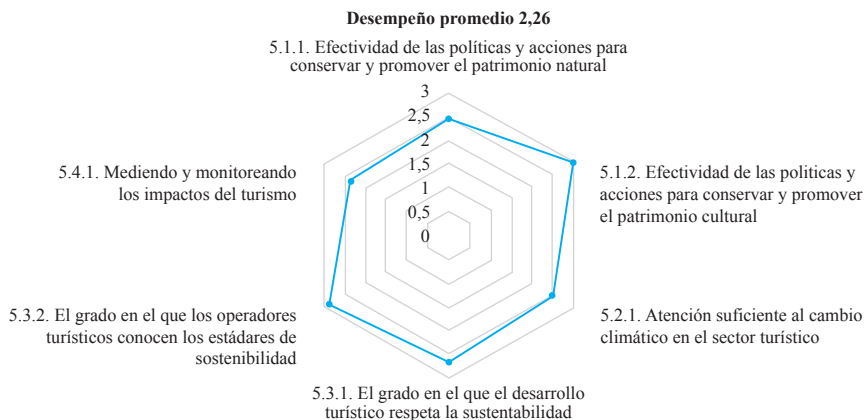 Desempeño promedio 2,26
5.1.1. Efectividad de las políticas y acciones para
conservar y promover el patrimonio natural
3
2,5
2
1,5
1
0,5
0
5.1.2. Efectividad de las politicas y
acciones para conservar y promover
el patrimonio cultural
5.2.1. Atención suficiente al cambio
climático en el sector turístico
5.3.1. El grado en el que el desarrollo
turístico respeta la sustentabilidad
5.3.2. El grado en el que los operadores
turísticos conocen los estádares de
sostenibilidad
5.4.1. Mediendo y monitoreando
los impactos del turismo